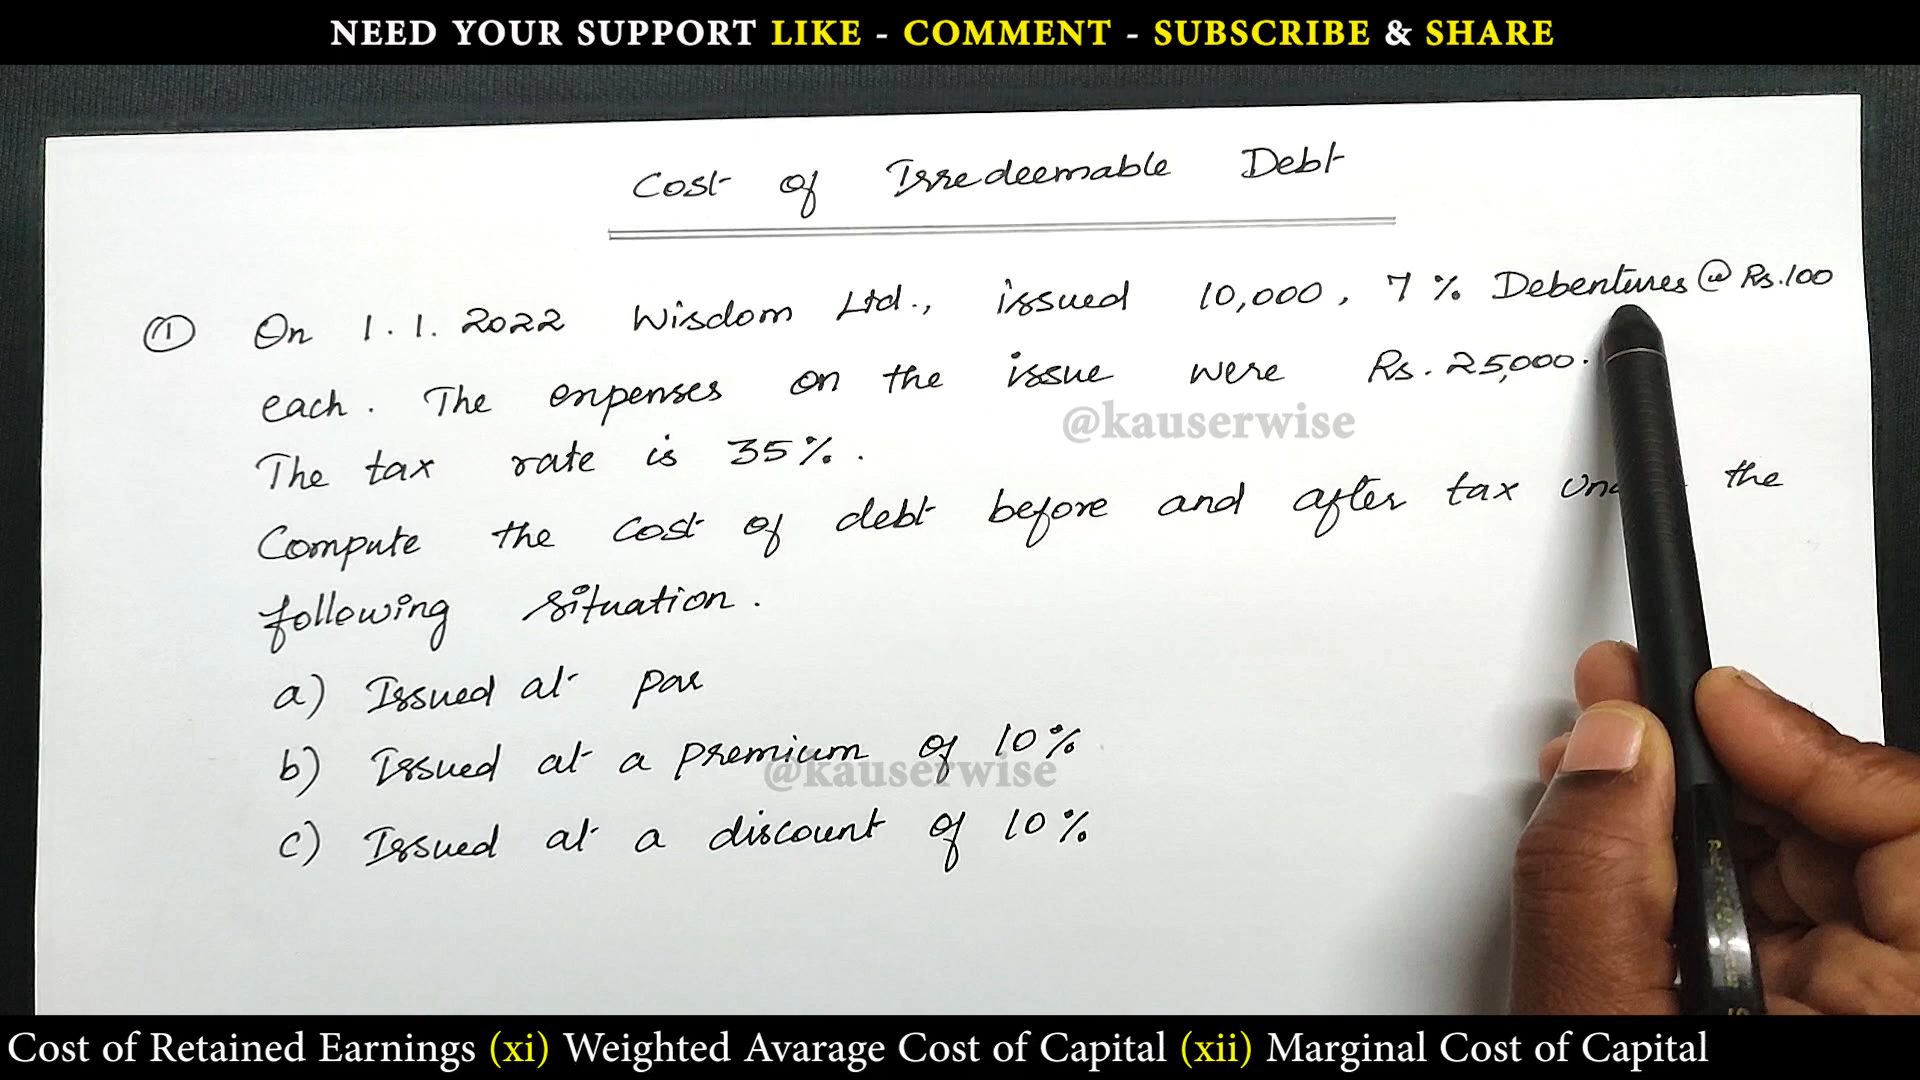 NEED YOUR SUPPORT LIKE - COMMENT - SUBSCRIBE & SHARE
Cost of Irredeemable Debt
① On 1.1.2022 Wisdom Ltd., issued 10,000, 7% Debentures @ Rs.100
each. The expenses on the issue were Rs. 25,000.
@kauserwise
The tax rate is 35%.
Compute the cost of debt before and after tax the
following situation.
a) Issued at par
b) Issued at a premium of 10%
@kauserwise
c) Issued at a discount of 10%
Cost of Retained Earnings (xi) Weighted Avarage Cost of Capital (xii) Marginal Cost of Capital